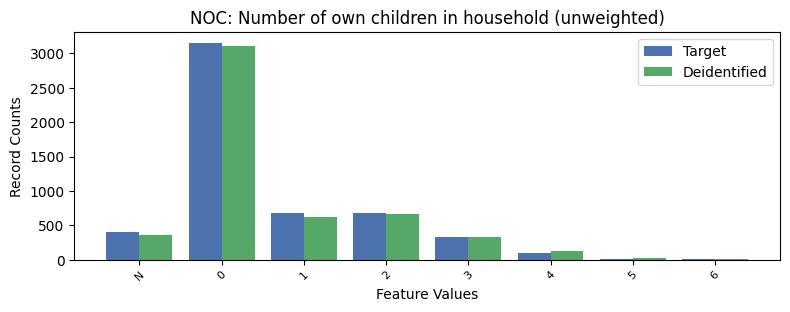 NOC: Number of own children in household (unweighted)
Target
Deidentified
Record Counts
3000
2500
2000
1500
1000
500
0
N 0 1 2 3 4 5 6
Feature Values